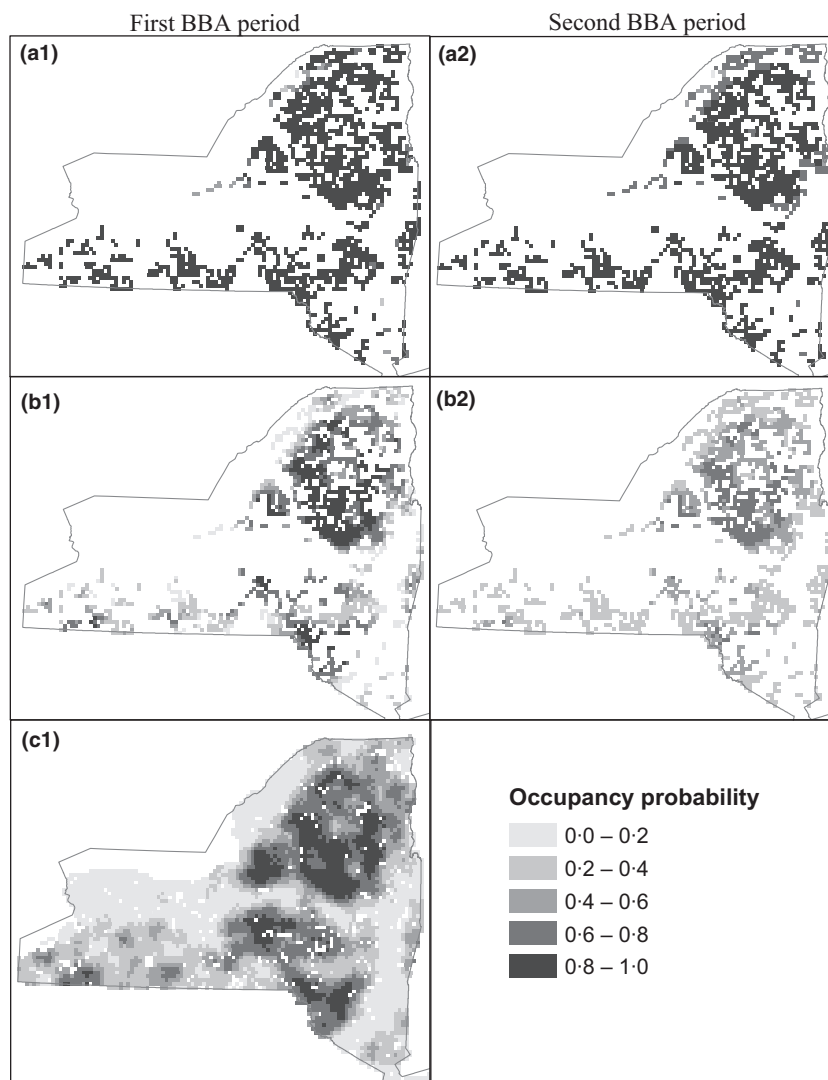 First BBA period
Second BBA period
(a1)
(a2)
(b1)
(b2)
(c1)
Occupancy probability
0·0 – 0·2
0·2 – 0·4
0·4 – 0·6
0·6 – 0·8
0·8 – 1·0